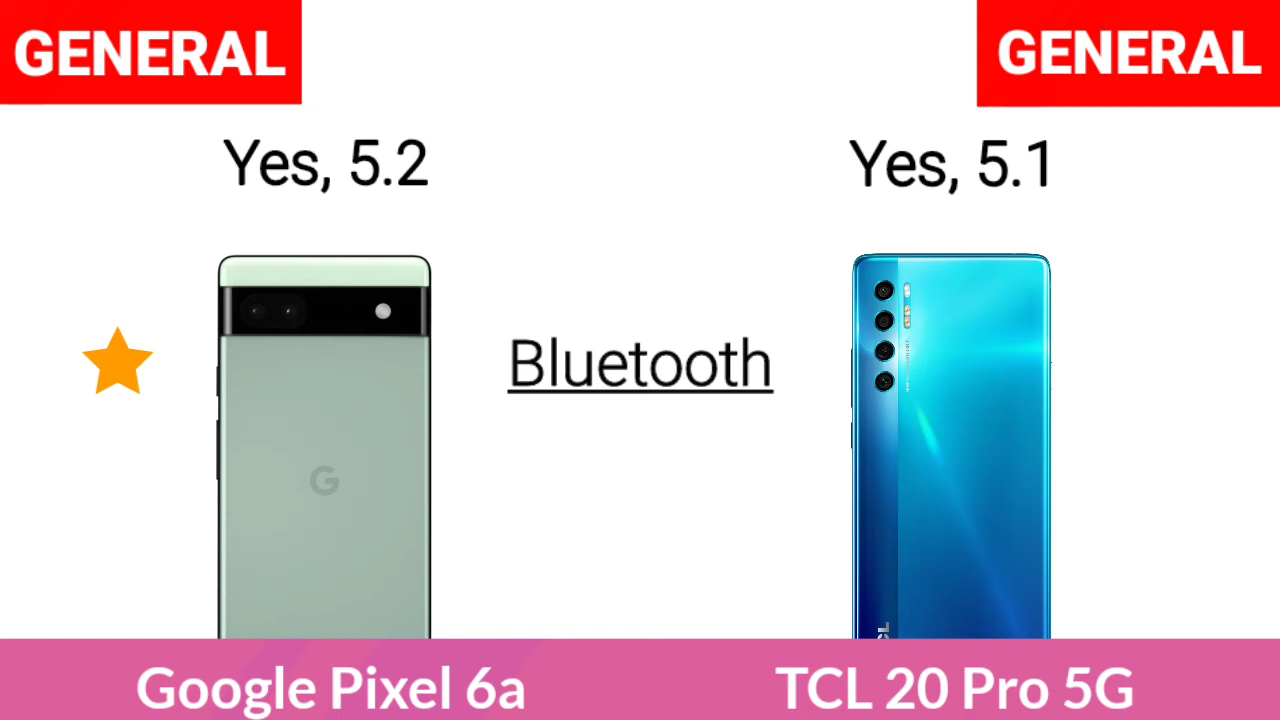 GENERAL
GENERAL
Yes, 5.2
Yes, 5.1
Bluetooth
G
Google Pixel 6a
TCL 20 Pro 5G